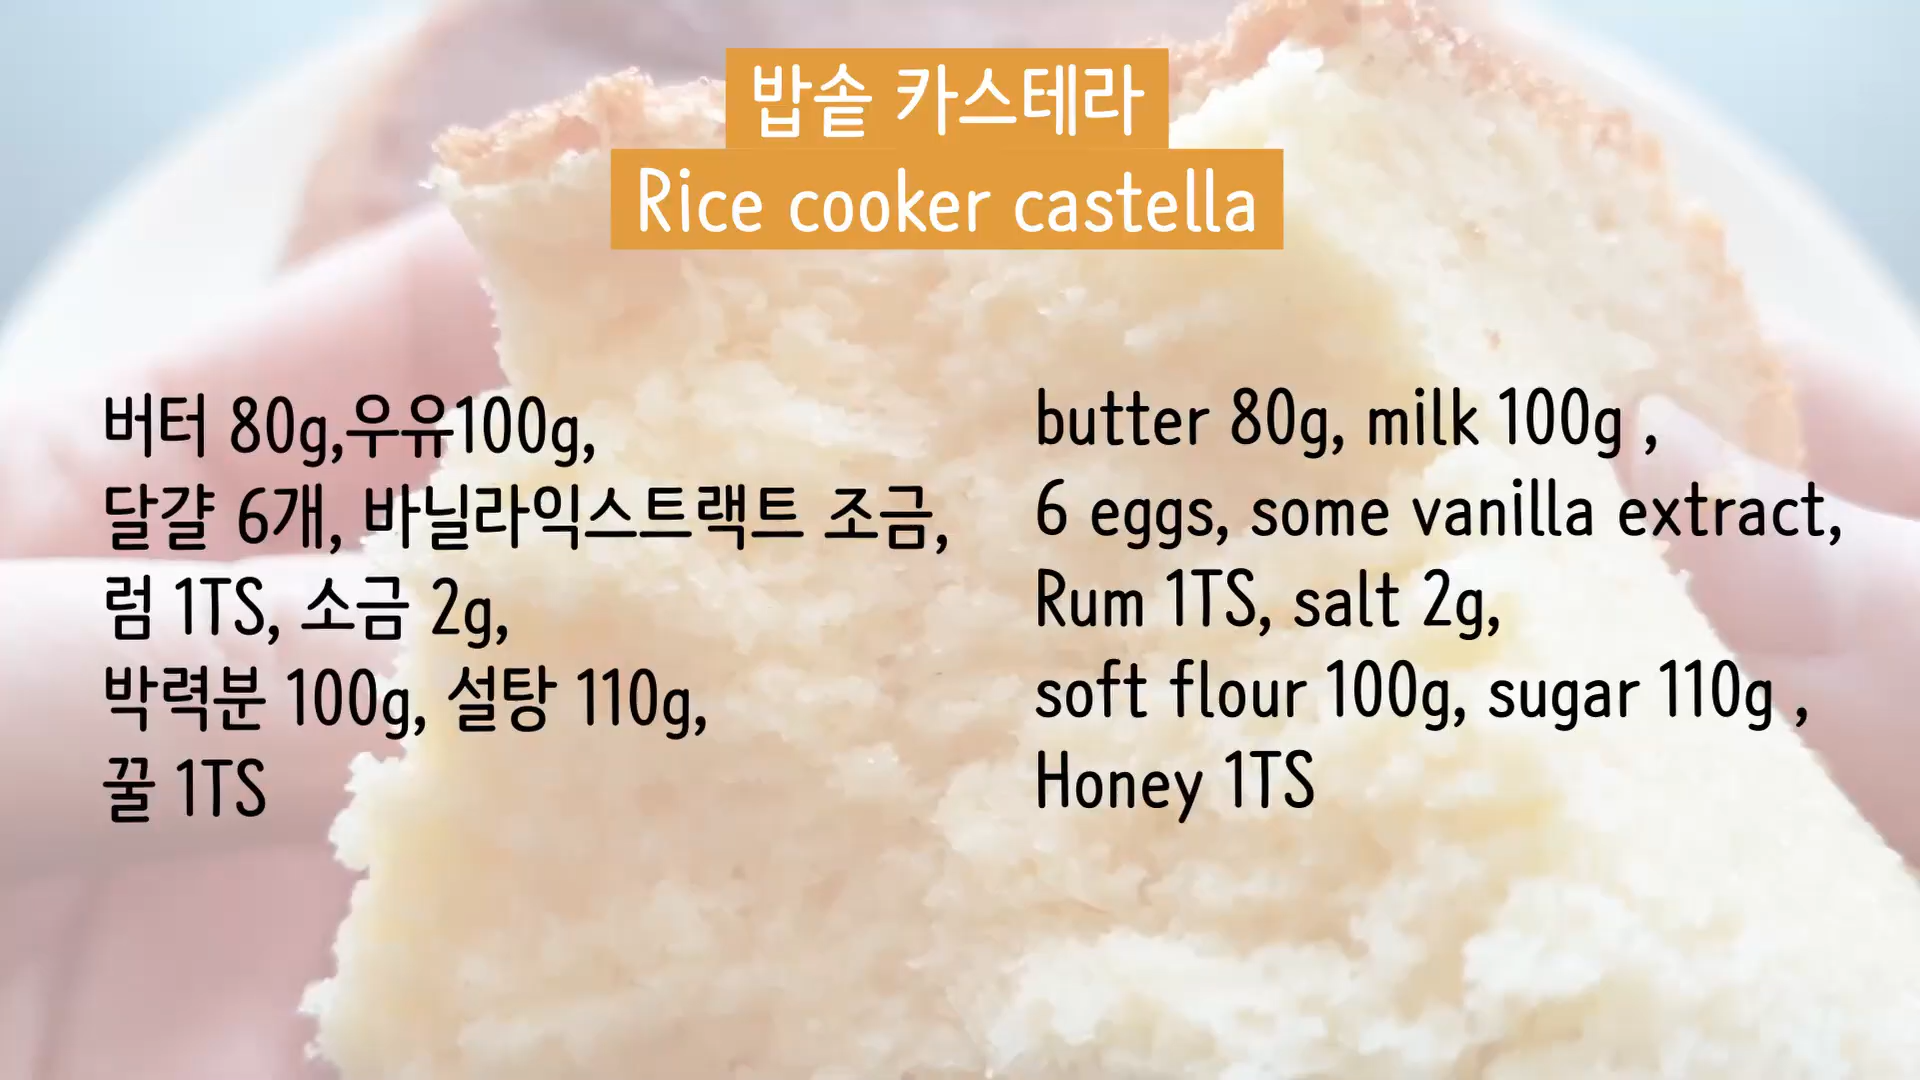 밥솥 카스테라
Rice cooker castella
버터 80g,우유100g,
달걀 6개, 바닐라익스트랙트 조금,
럼 1TS, 소금 2g,
박력분 100g, 설탕 110g,
꿀 1TS
butter 80g, milk 100g ,
6 eggs, some vanilla extract,
Rum 1TS, salt 2g,
soft flour 100g, sugar 110g ,
Honey 1TS